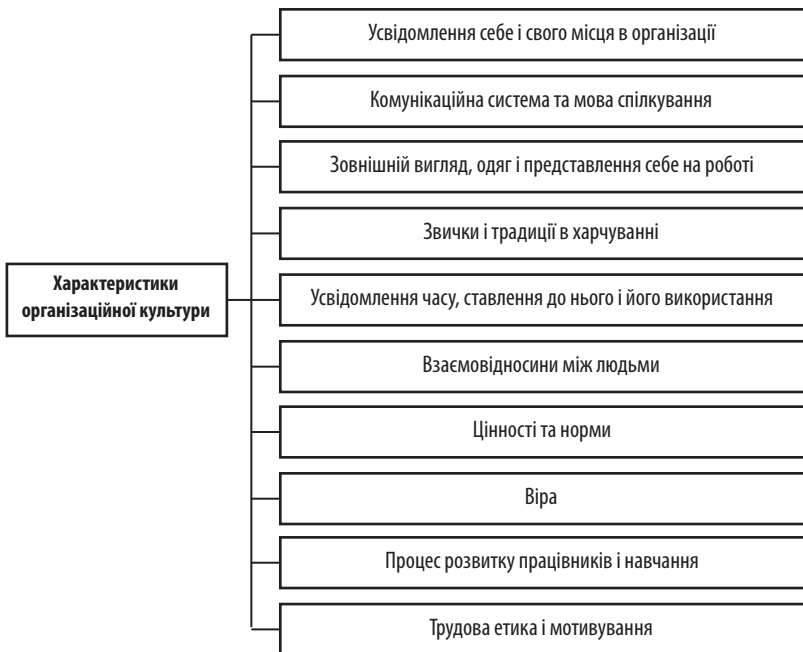 Усвідомлення себе і свого місця в організації
Комунікаційна система та мова спілкування
Зовнішній вигляд, одяг і представлення себе на роботі
Звички і традиції в харчуванні
Характеристики
організаційної культури
Усвідомлення часу, ставлення до нього і його використання
Взаємовідносини між людьми
Цінності та норми
Віра
Процес розвитку працівників і навчання
Трудова етика і мотивування